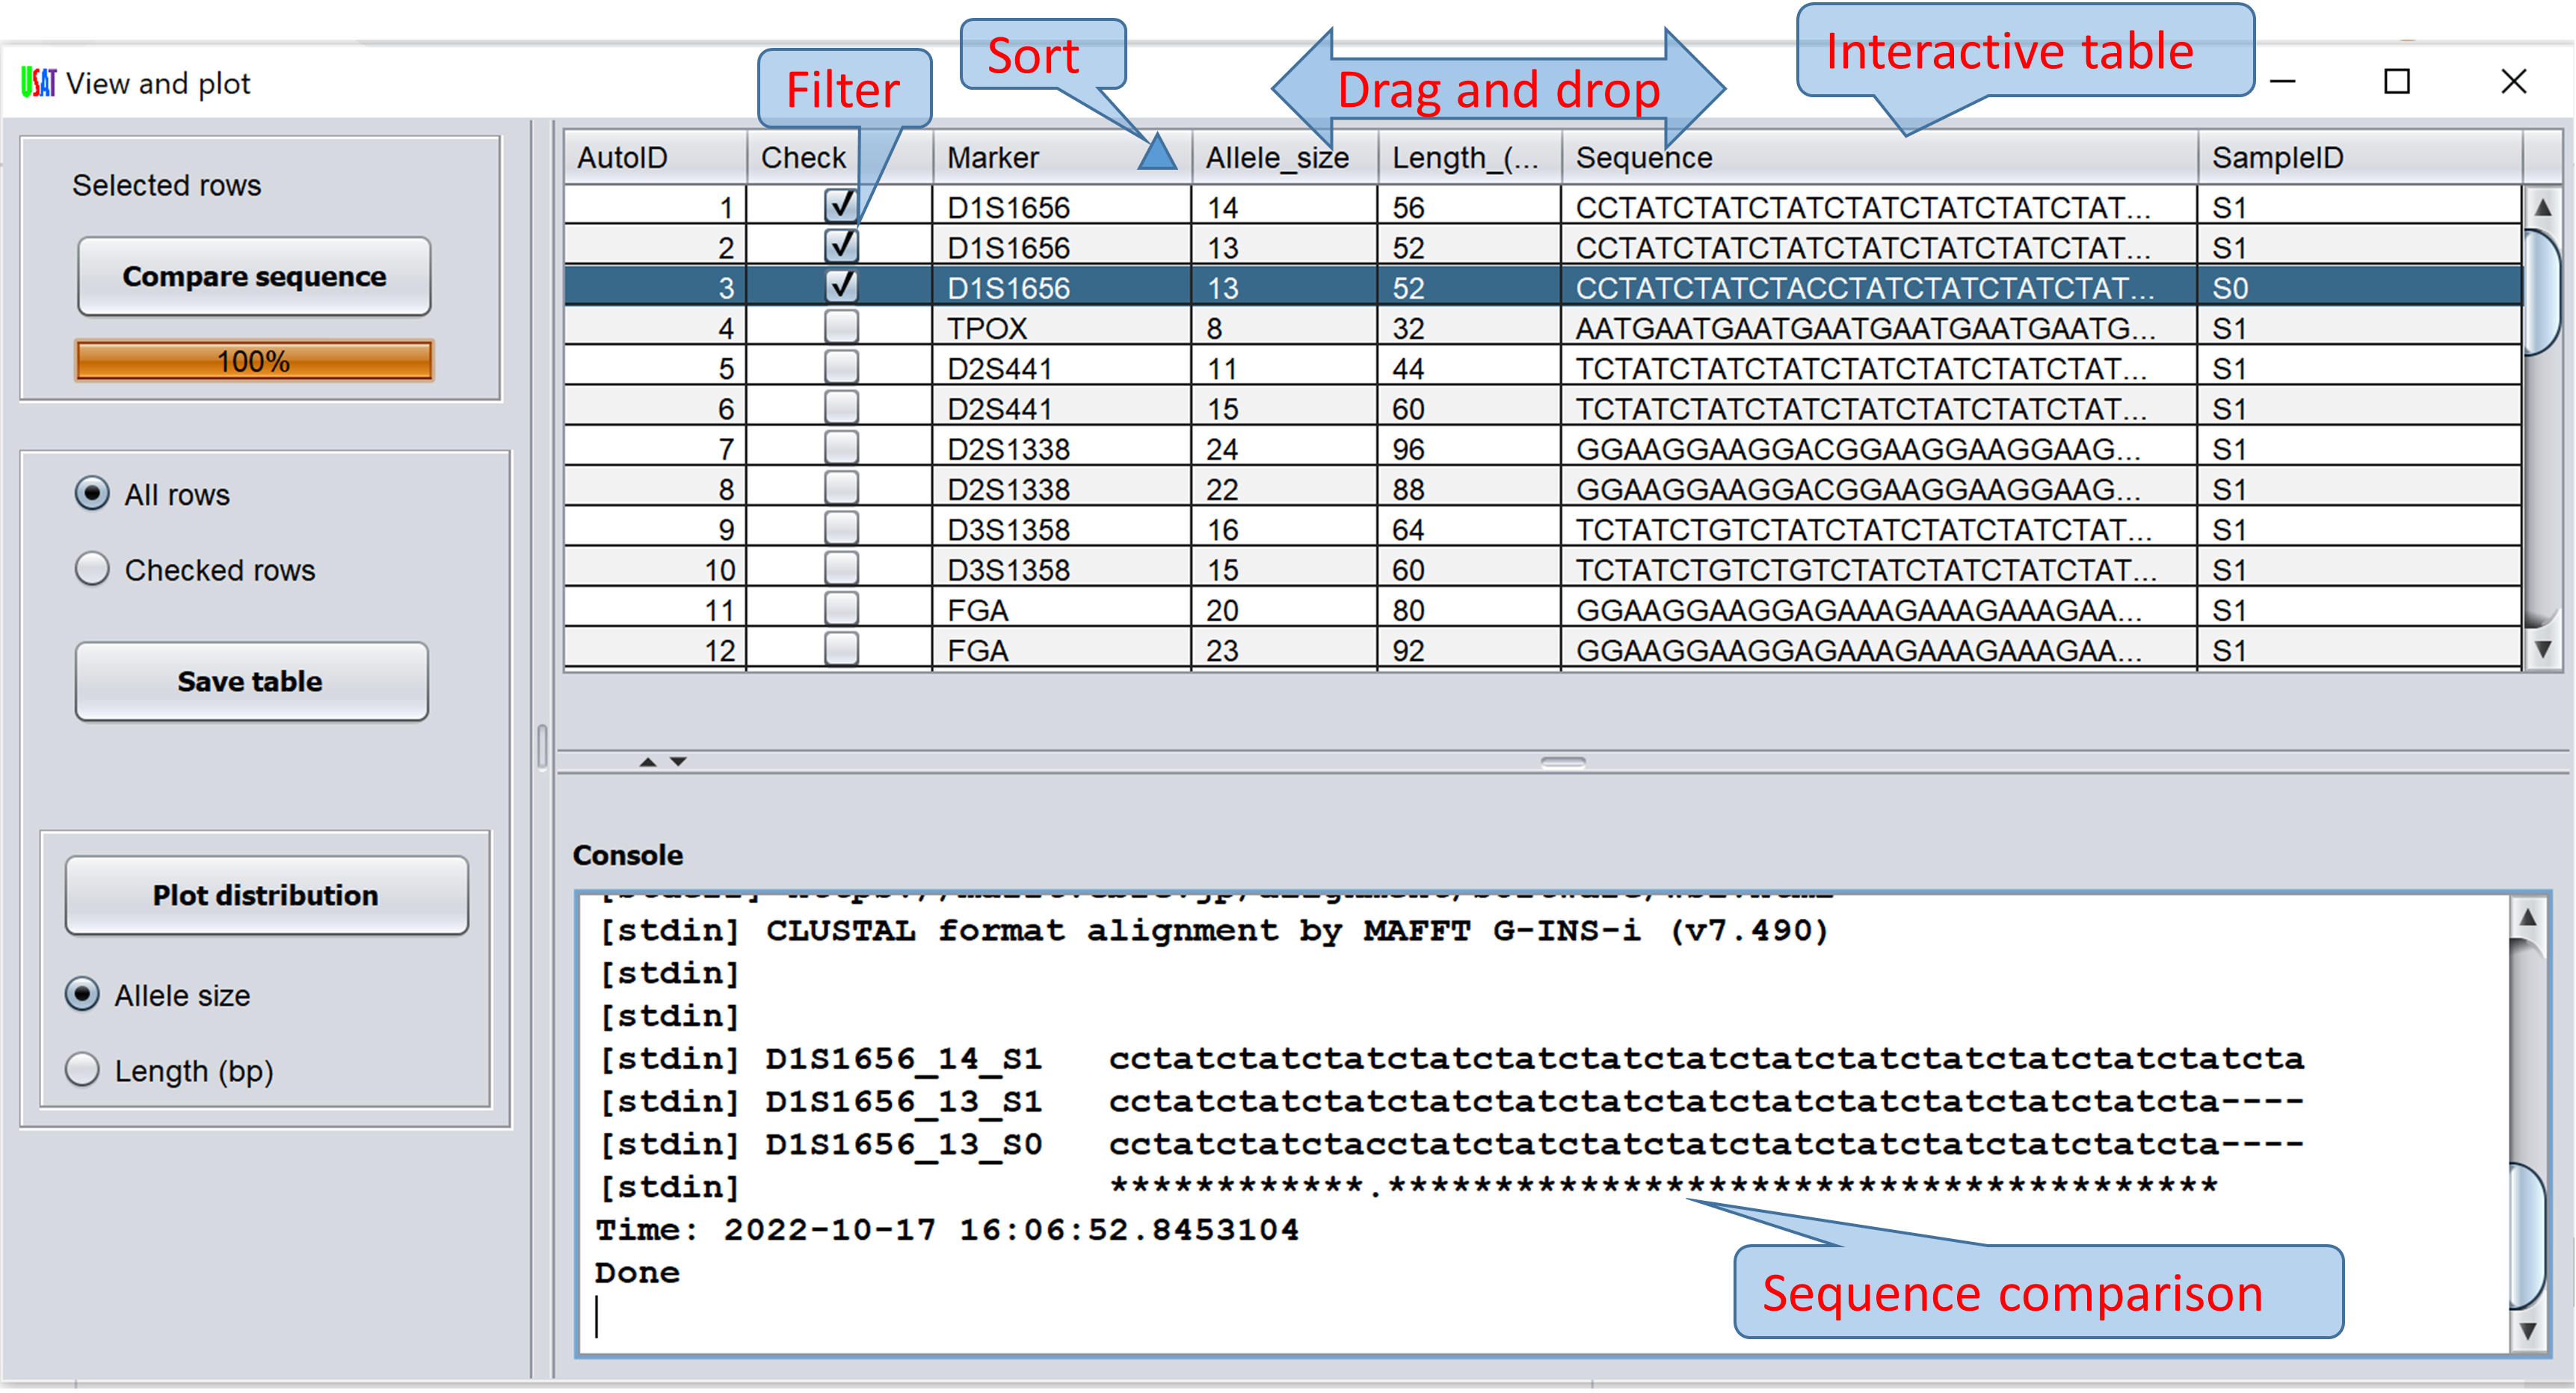 Sort
Interactive table
Filter
Drag and drop
USAT View and plot
Selected rows
Compare sequence
100%
All rows
Checked rows
Save table
Plot distribution
Allele size
Length (bp)
AutoID Check Marker Allele_size Length_(... Sequence SampleID
1 D1S1656 14 56 CCTATCTATCTATCTATCTATCTATCTAT... S1
2 D1S1656 13 52 CCTATCTATCTATCTATCTATCTATCTAT... S1
3 D1S1656 13 52 CCTATCTATCTACCTATCTATCTATCTAT... S0
4 TPOX 8 32 AATGAATGAATGAATGAATGAATGAATG... S1
5 D2S441 11 44 TCTATCTATCTATCTATCTATCTATCTAT... S1
6 D2S441 15 60 TCTATCTATCTATCTATCTATCTATCTAT... S1
7 D2S1338 24 96 GGAAGGAAGGACGGAAGGAAGGAAG... S1
8 D2S1338 22 88 GGAAGGAAGGACGGAAGGAAGGAAG... S1
9 D3S1358 16 64 TCTATCTGTCTATCTATCTATCTATCTAT... S1
10 D3S1358 15 60 TCTATCTGTCTGTCTATCTATCTATCTAT... S1
11 FGA 20 80 GGAAGGAAGGAGAAAGAAAGAAAGAA... S1
12 FGA 23 92 GGAAGGAAGGAGAAAGAAAGAAAGAA... S1
Console
[stdin] CLUSTAL format alignment by MAFFT G-INS-i (v7.490)
[stdin]
[stdin]
[stdin] D1S1656_14_S1 cctatctatctatctatctatctatctatctatctatctatctatctatctatcta
[stdin] D1S1656_13_S1 cctatctatctatctatctatctatctatctatctatctatctatctatcta----
[stdin] D1S1656_13_S0 cctatctatctacctatctatctatctatctatctatctatctatctatcta----
[stdin] ************.***************************************
Time: 2022-10-17 16:06:52.8453104
Done
Sequence comparison